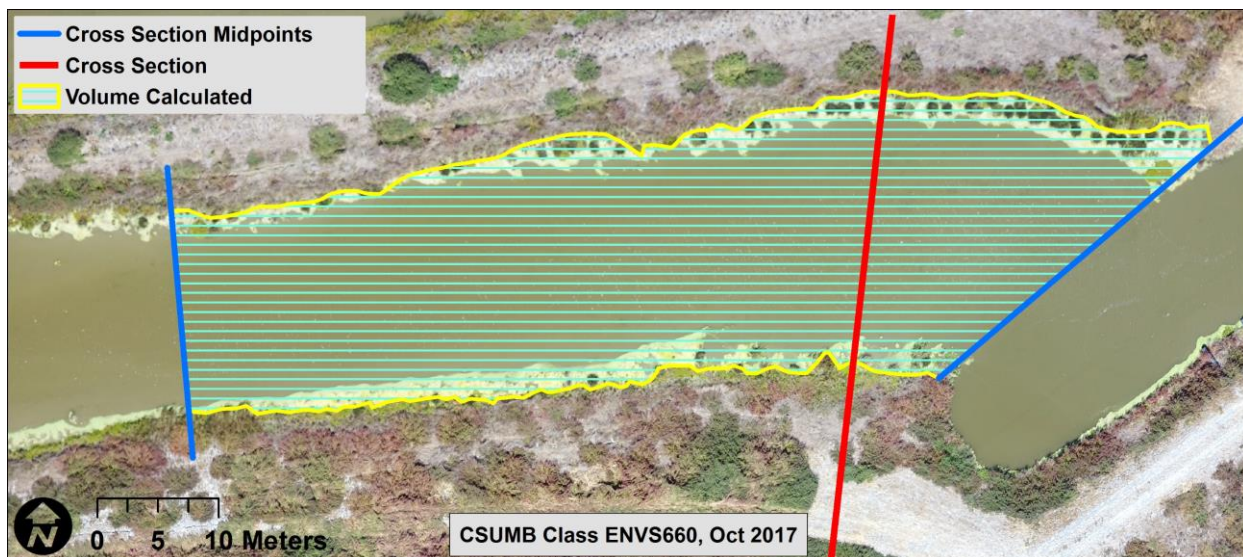 Cross Section Midpoints
Cross Section
Volume Calculated
N
0 5 10 Meters
CSUMB Class ENVS660, Oct 2017